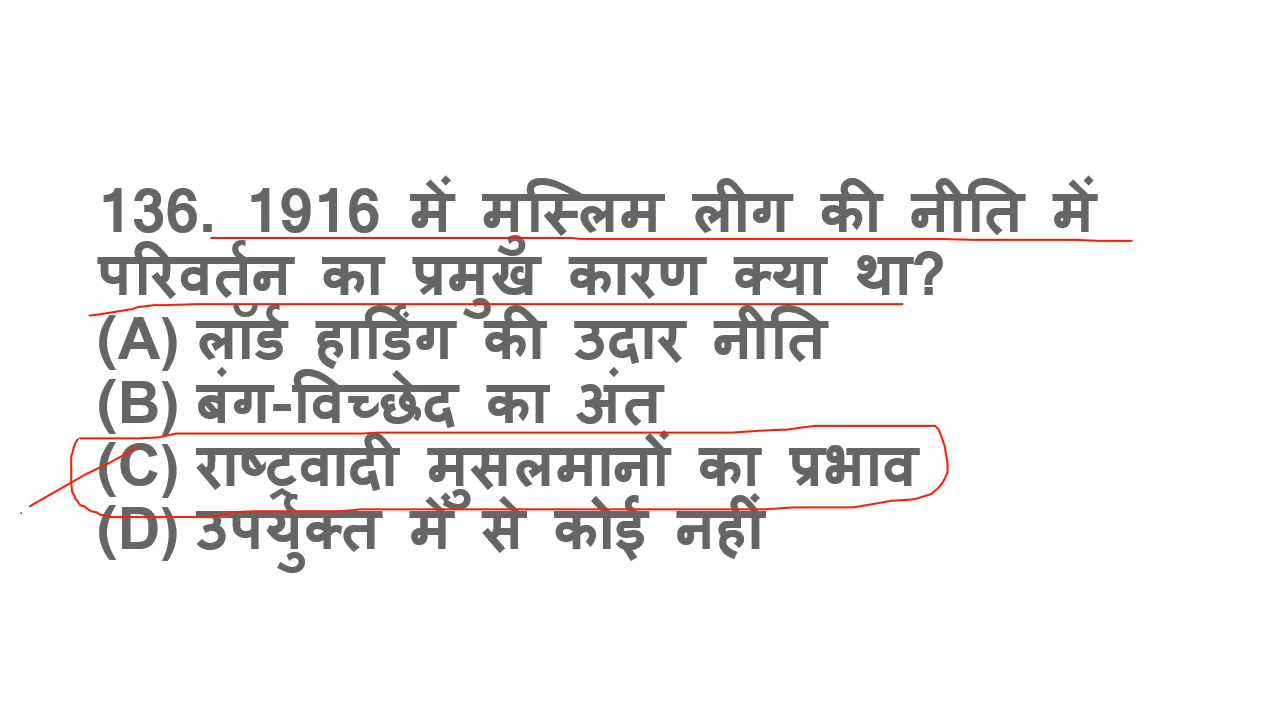 136. 1916 में मुस्लिम लीग की नीति में
परिवर्तन का प्रमुख कारण क्या था?
(A) लॉर्ड हार्डिंग की उदार नीति
(B) बंग-विच्छेद का अंत
(C) राष्ट्रवादी मुसलमानों का प्रभाव
(D) उपर्युक्त में से कोई नहीं